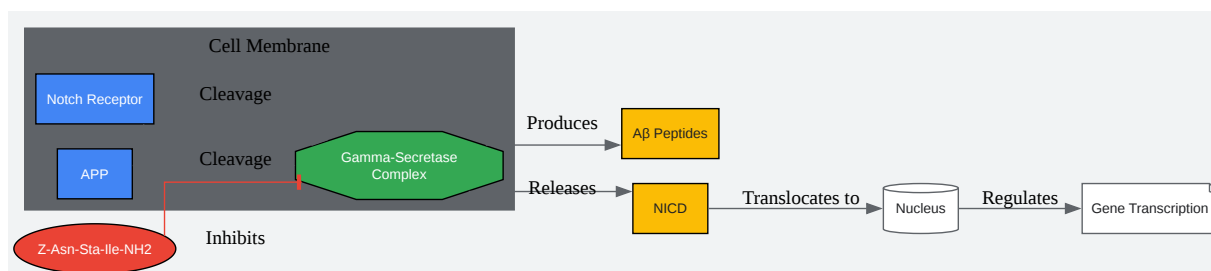 Cell Membrane
Notch Receptor
Cleavage
APP
Cleavage
Gamma-Secretase
Complex
Z-Asn-Sta-Ile-NH2
Inhibits
Produces
Aβ Peptides
Releases
NICD
Translocates to
Nucleus
Regulates
Gene Transcription